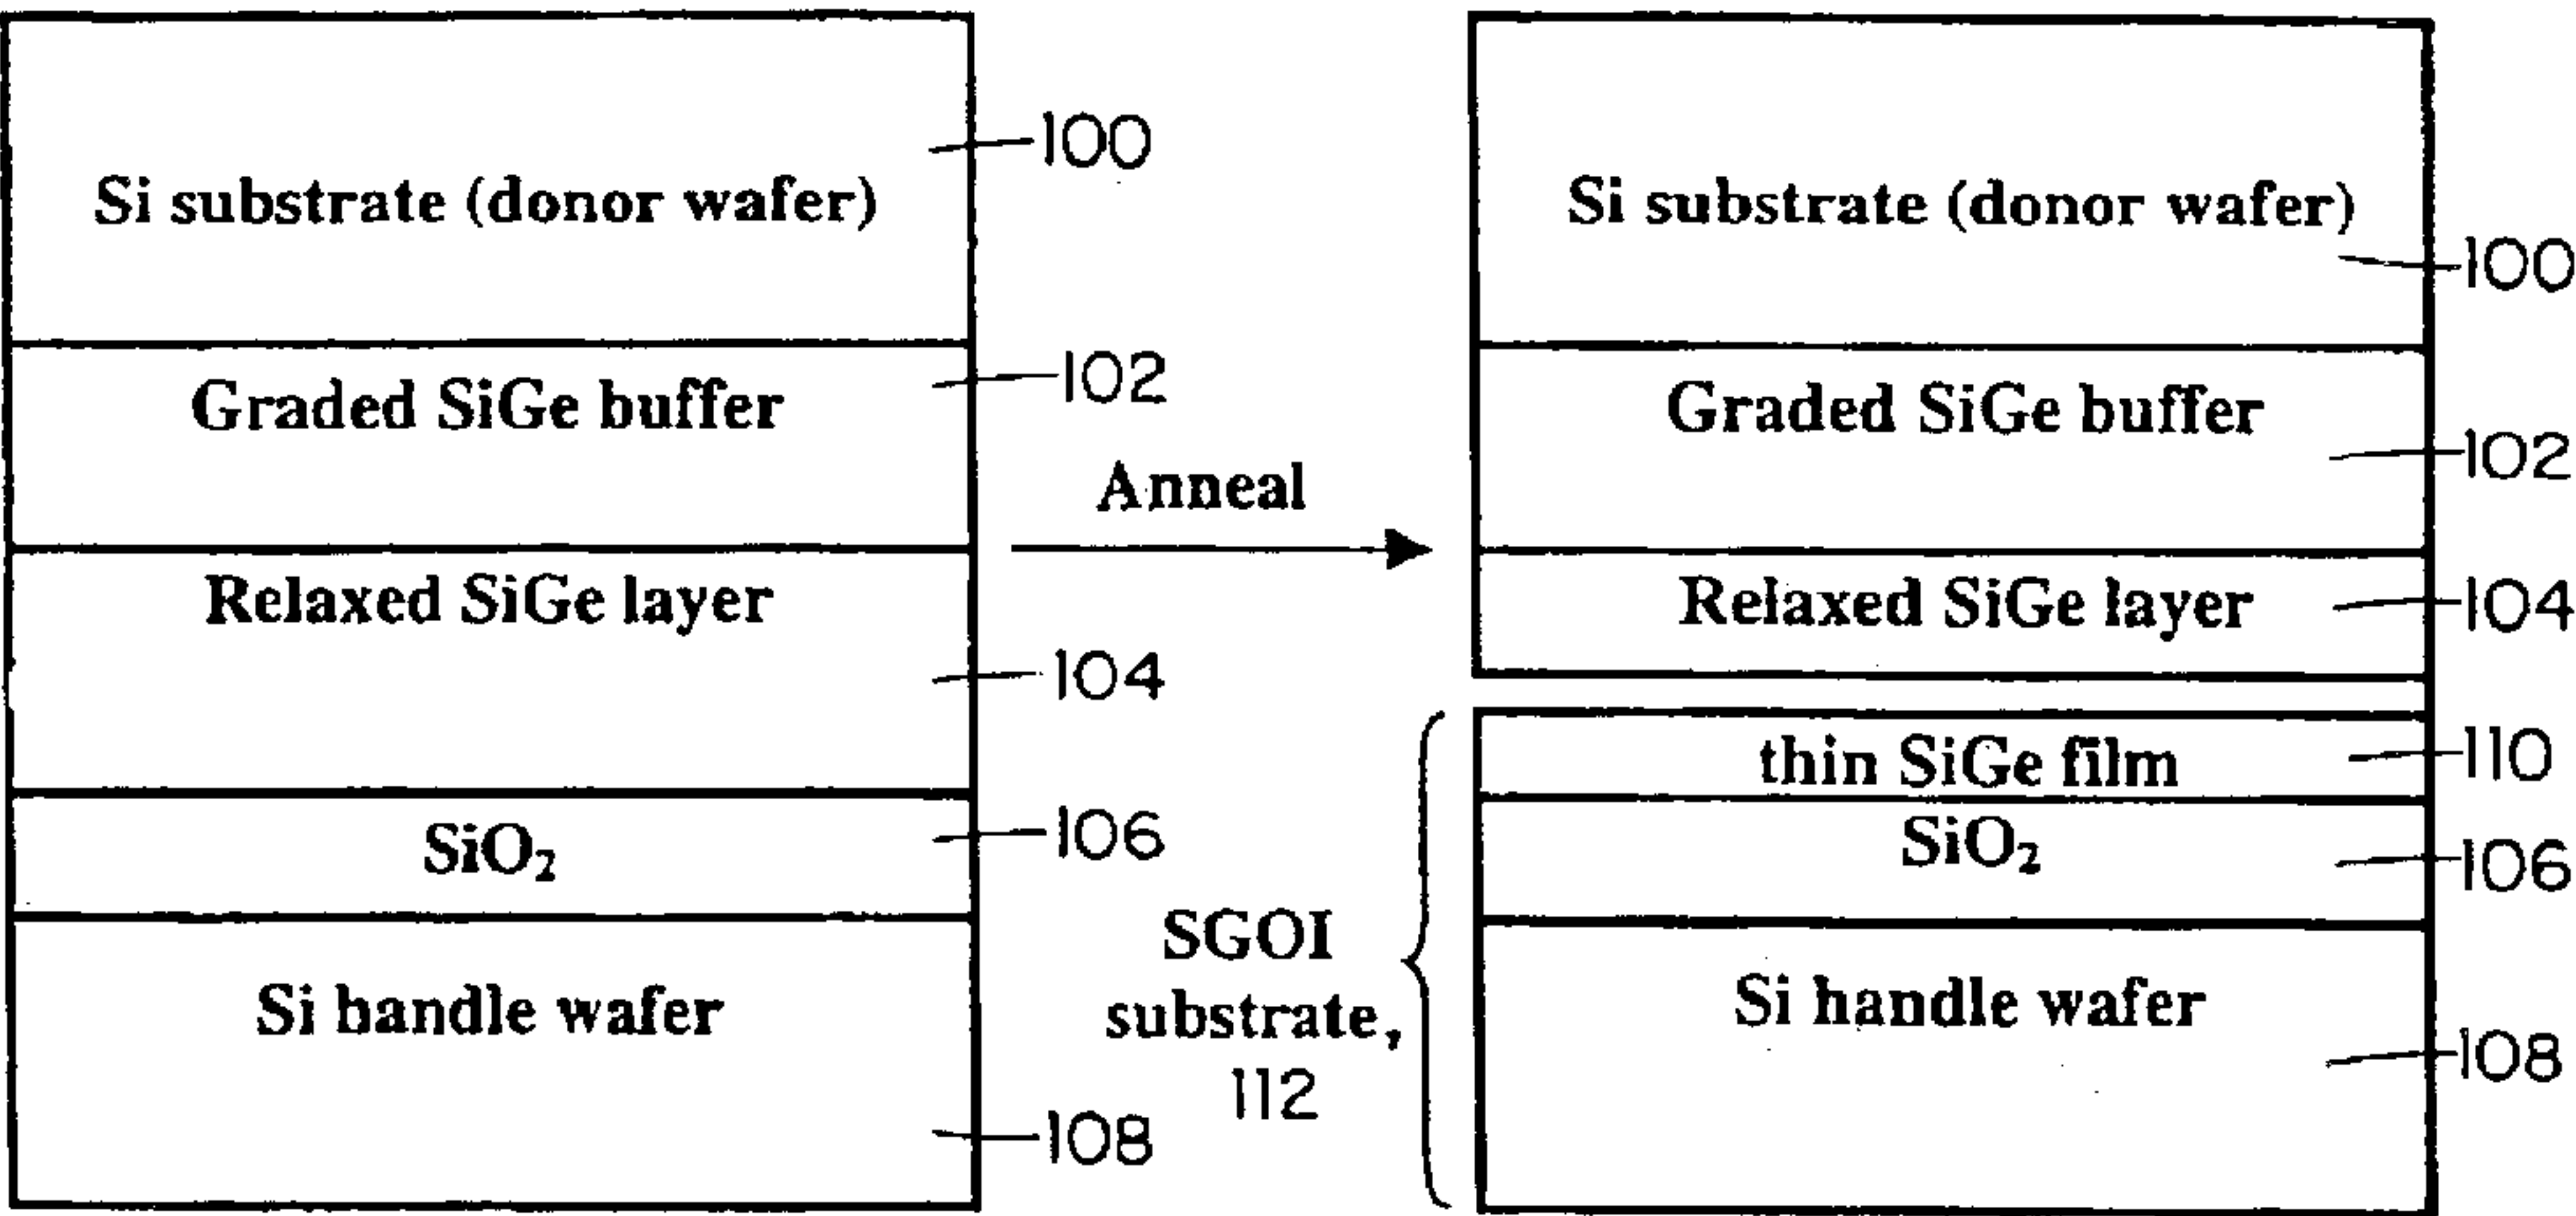 Si substrate (donor wafer)
100
Graded SiGe buffer
102
Relaxed SiGe layer
104
SiO₂
106
Si handle wafer
108
Anneal
Si substrate (donor wafer)
100
Graded SiGe buffer
102
Relaxed SiGe layer
104
thin SiGe film
110
SiO₂
106
Si handle wafer
108
SGOI
substrate,
112